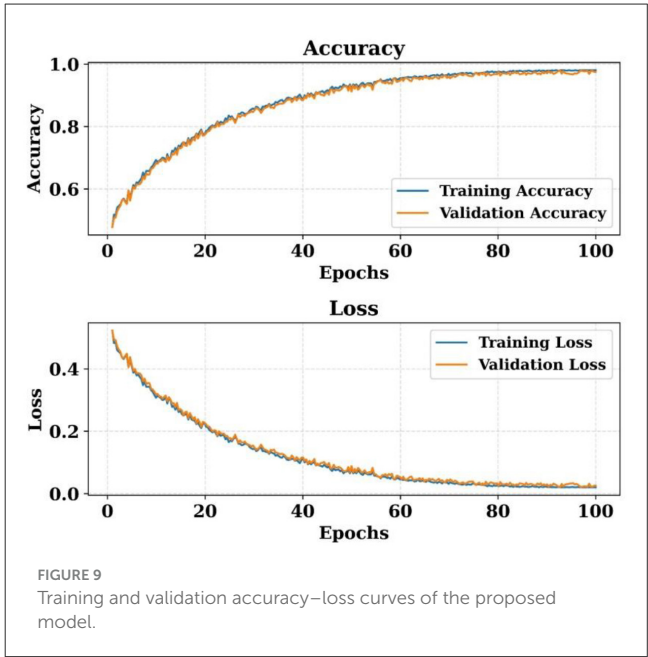 Accuracy
1.0
0.8
0.6
Accuracy
Training Accuracy
Validation Accuracy
0 20 40 60 80 100
Epochs
Loss
0.4
0.2
0.0
Loss
Training Loss
Validation Loss
0 20 40 60 80 100
Epochs
FIGURE 9
Training and validation accuracy–loss curves of the proposed
model.